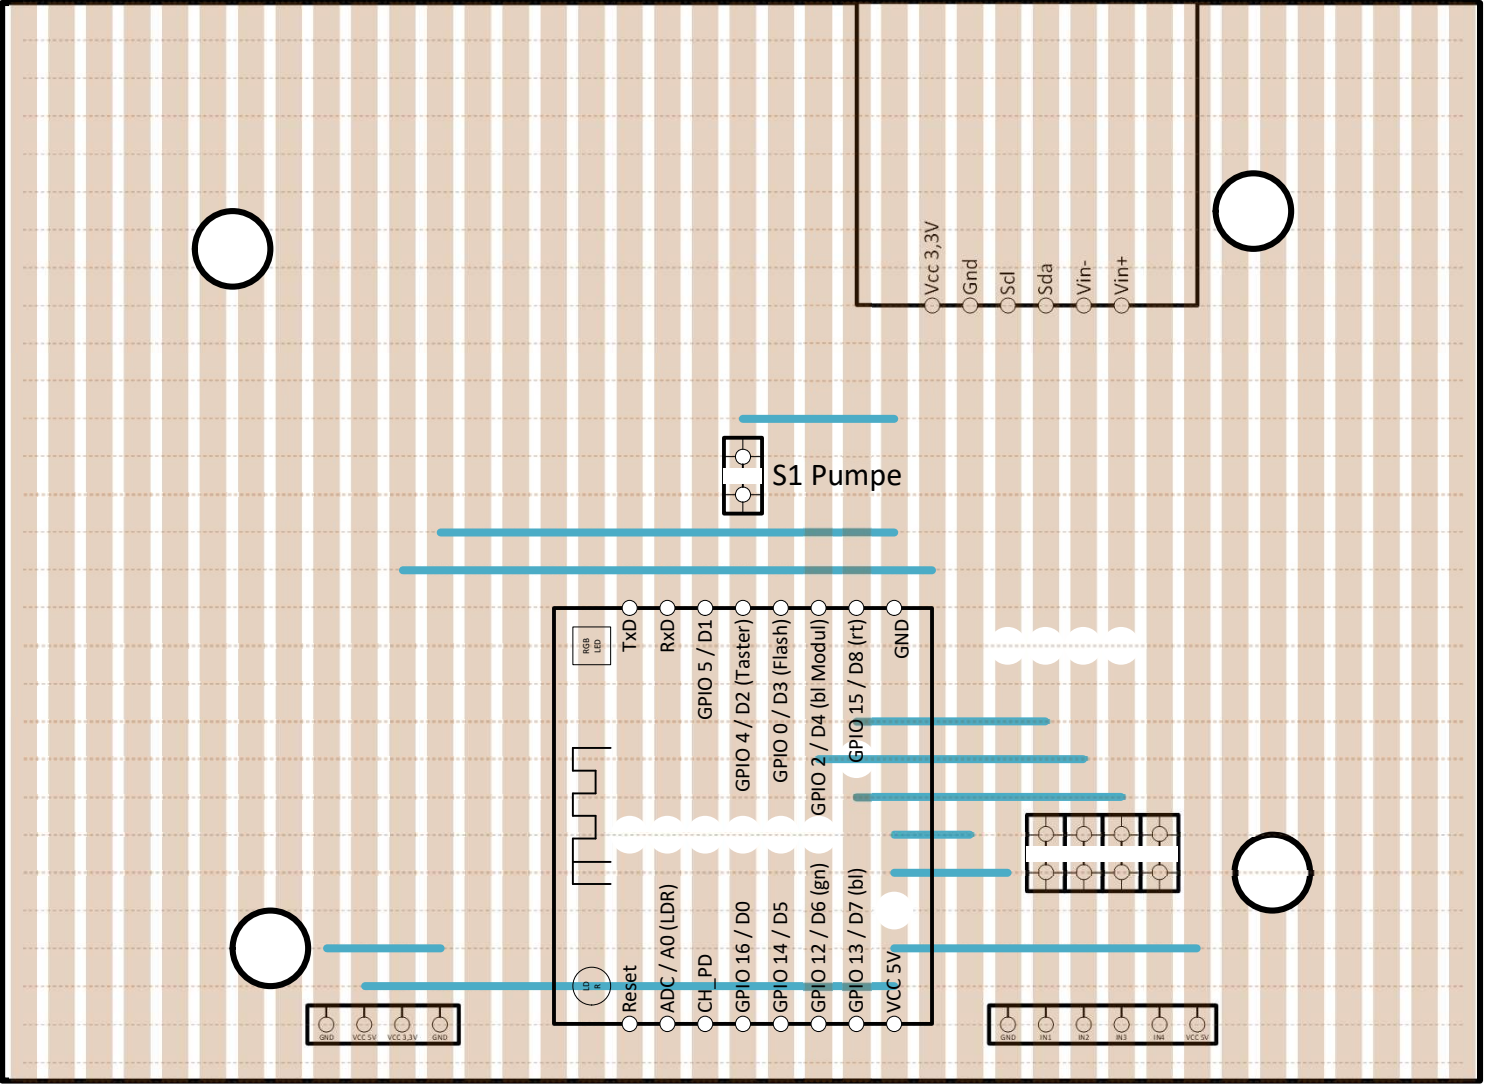 Vcc 3,3V
Gnd
Scl
Sda
Vin-
Vin+
S1 Pumpe
RGB
LED
TxD
RxD
GPIO 5 / D1
GPIO 4 / D2 (Taster)
GPIO 0 / D3 (Flash)
GPIO 2 / D4 (bl Modul)
GPIO 15 / D8 (rt)
GND
LD
R
Reset
ADC / A0 (LDR)
CH_PD
GPIO 16 / D0
GPIO 14 / D5
GPIO 12 / D6 (gn)
GPIO 13 / D7 (bl)
VCC 5V
GND
VCC 5V
VCC 3,3V
GND
GND
IN1
IN2
IN3
IN4
VCC 5V